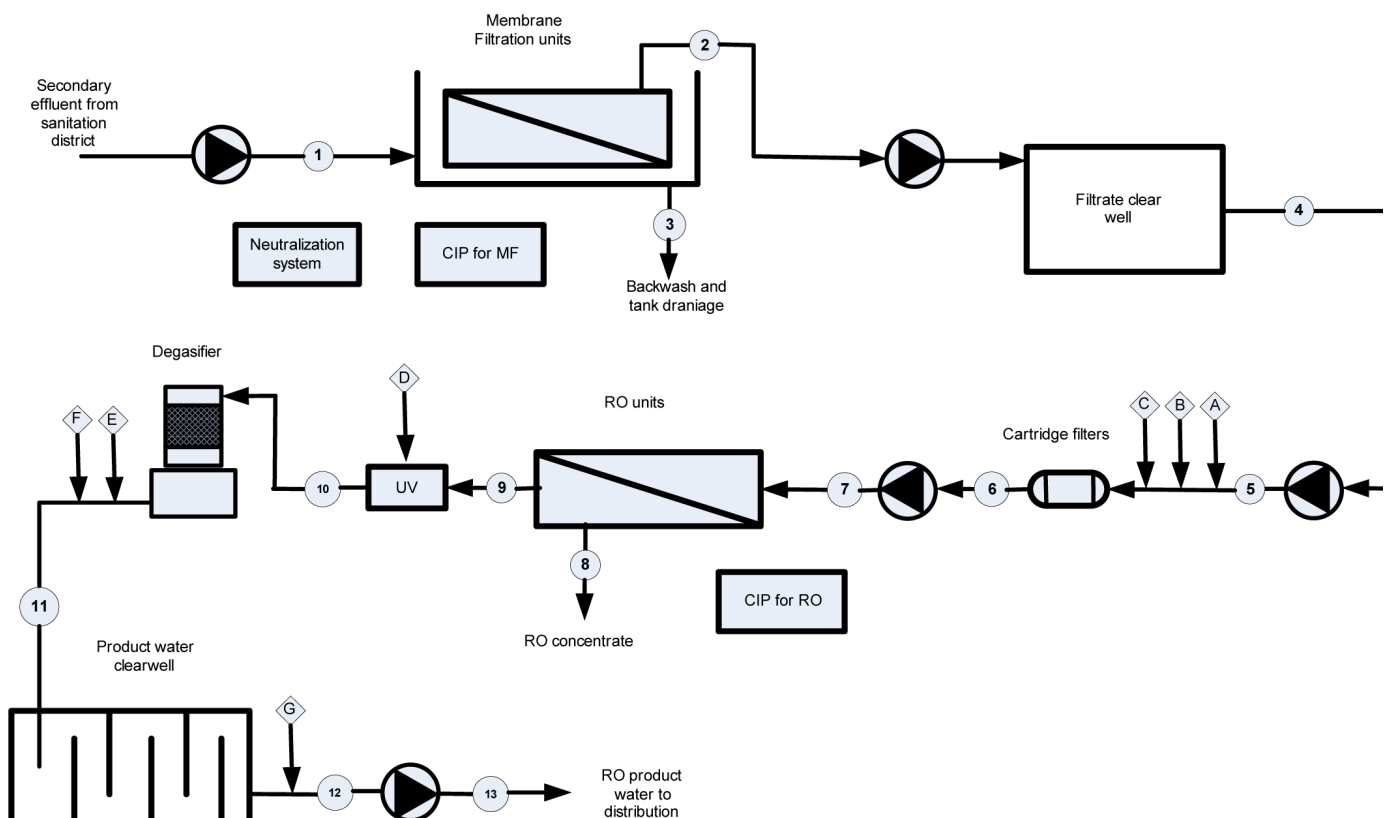 Membrane
Filtration units
2
Secondary
effluent from
sanitation
district
1
Filtrate clear
well
4
3
Neutralization
system
CIP for MF
Backwash and
tank draniage
Degasifier
D
RO units
F
E
C
B
A
Cartridge filters
10
UV
9
7
6
5
8
CIP for RO
11
RO concentrate
Product water
clearwell
G
12
13
RO product
water to
distribution